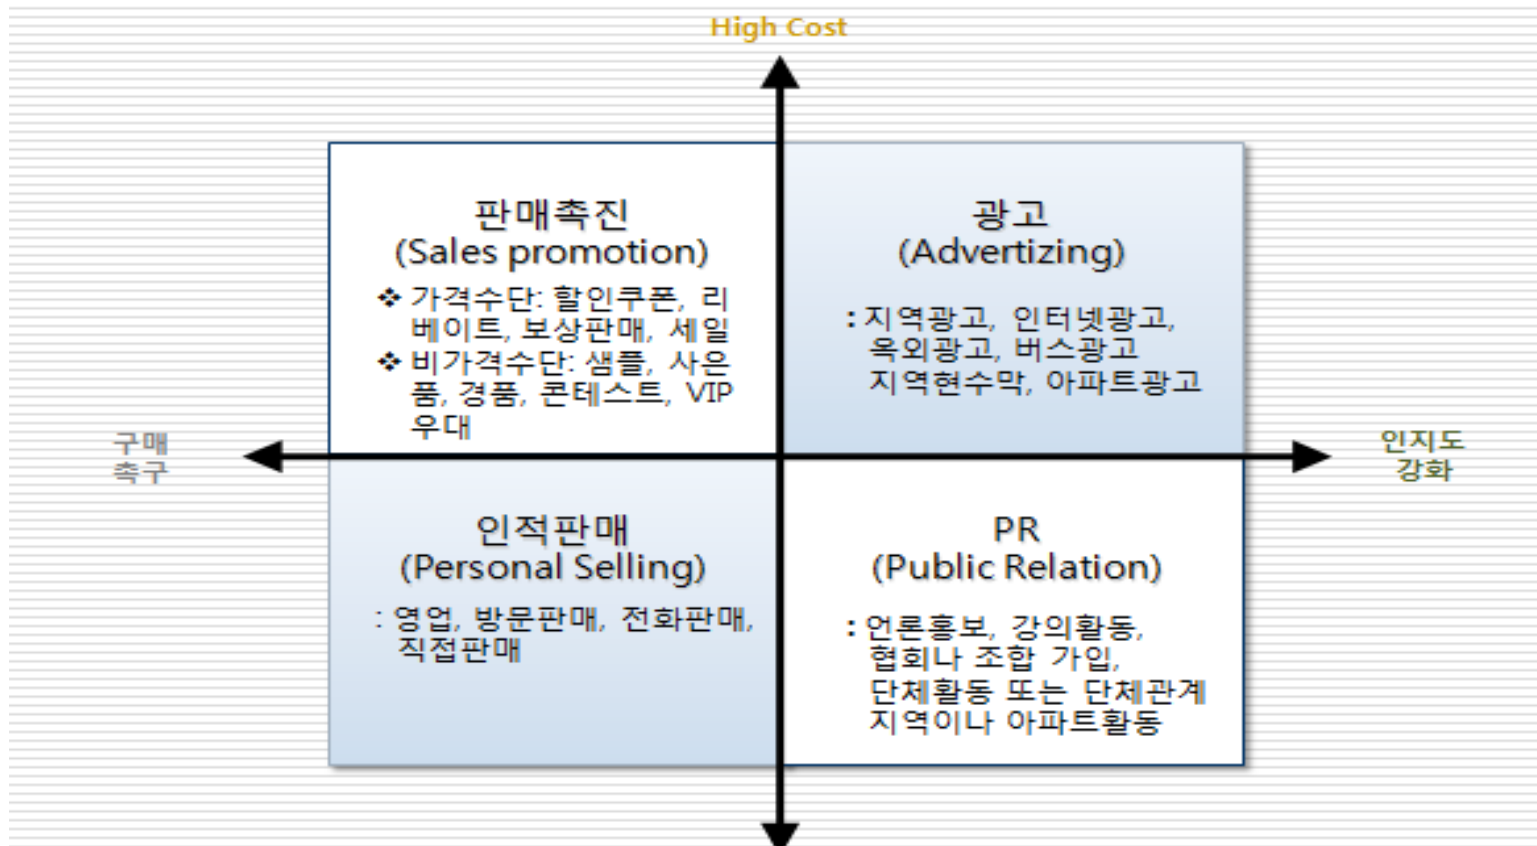 High Cost
판매촉진
(Sales promotion)
❖ 가격수단: 할인쿠폰, 리
베이트, 보상판매, 세일
❖ 비가격수단: 샘플, 사은
품, 경품, 콘테스트, VIP
우대
광고
(Advertizing)
: 지역광고, 인터넷광고,
옥외광고, 버스광고
지역현수막, 아파트광고
구매
촉구
인지도
강화
인적판매
(Personal Selling)
: 영업, 방문판매, 전화판매,
직접판매
PR
(Public Relation)
: 언론홍보, 강의활동,
협회나 조합 가입,
단체활동 또는 단체관계
지역이나 아파트활동